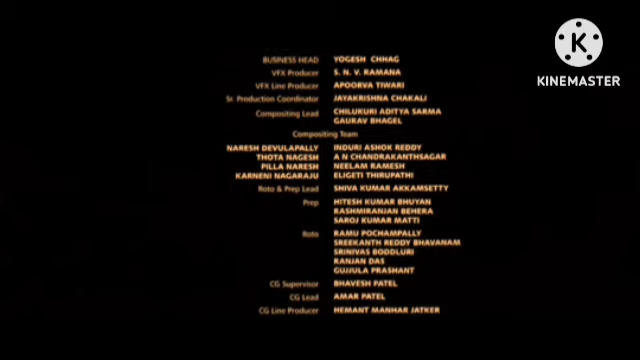 K
KINEMASTER
BUSINESS HEAD YOGESH CHHAG
VFX Producer S. N. V. RAMANA
VFX Line Producer APOORVA TIWARI
Sr. Production Coordinator JAYAKRISHNA CHAKALI
Compositing Lead CHILUKURI ADITYA SARMA
GAURAV BHAGEL
Compositing Team
NARESH DEVULAPALLY INDURI ASHOK REDDY
THOTA NAGESH A N CHANDRAKANTHSAGAR
PILLA NARESH NEELAM RAMESH
KARNENI NAGARAJU ELIGETI THIRUPATHI
Roto & Prep Lead SHIVA KUMAR AKKAMSETTY
Prep HITESH KUMAR BHUYAN
RASHMIRANJAN BEHERA
SAROJ KUMAR MATTI
Roto RAMU POCHAMPALLY
SREEKANTH REDDY BHAVANAM
SRINIVAS BODDLURI
RANJAN DAS
GUJJULA PRASHANT
CG Supervisor BHAVESH PATEL
CG Lead AMAR PATEL
CG Line Producer HEMANT MANHAR JATKER